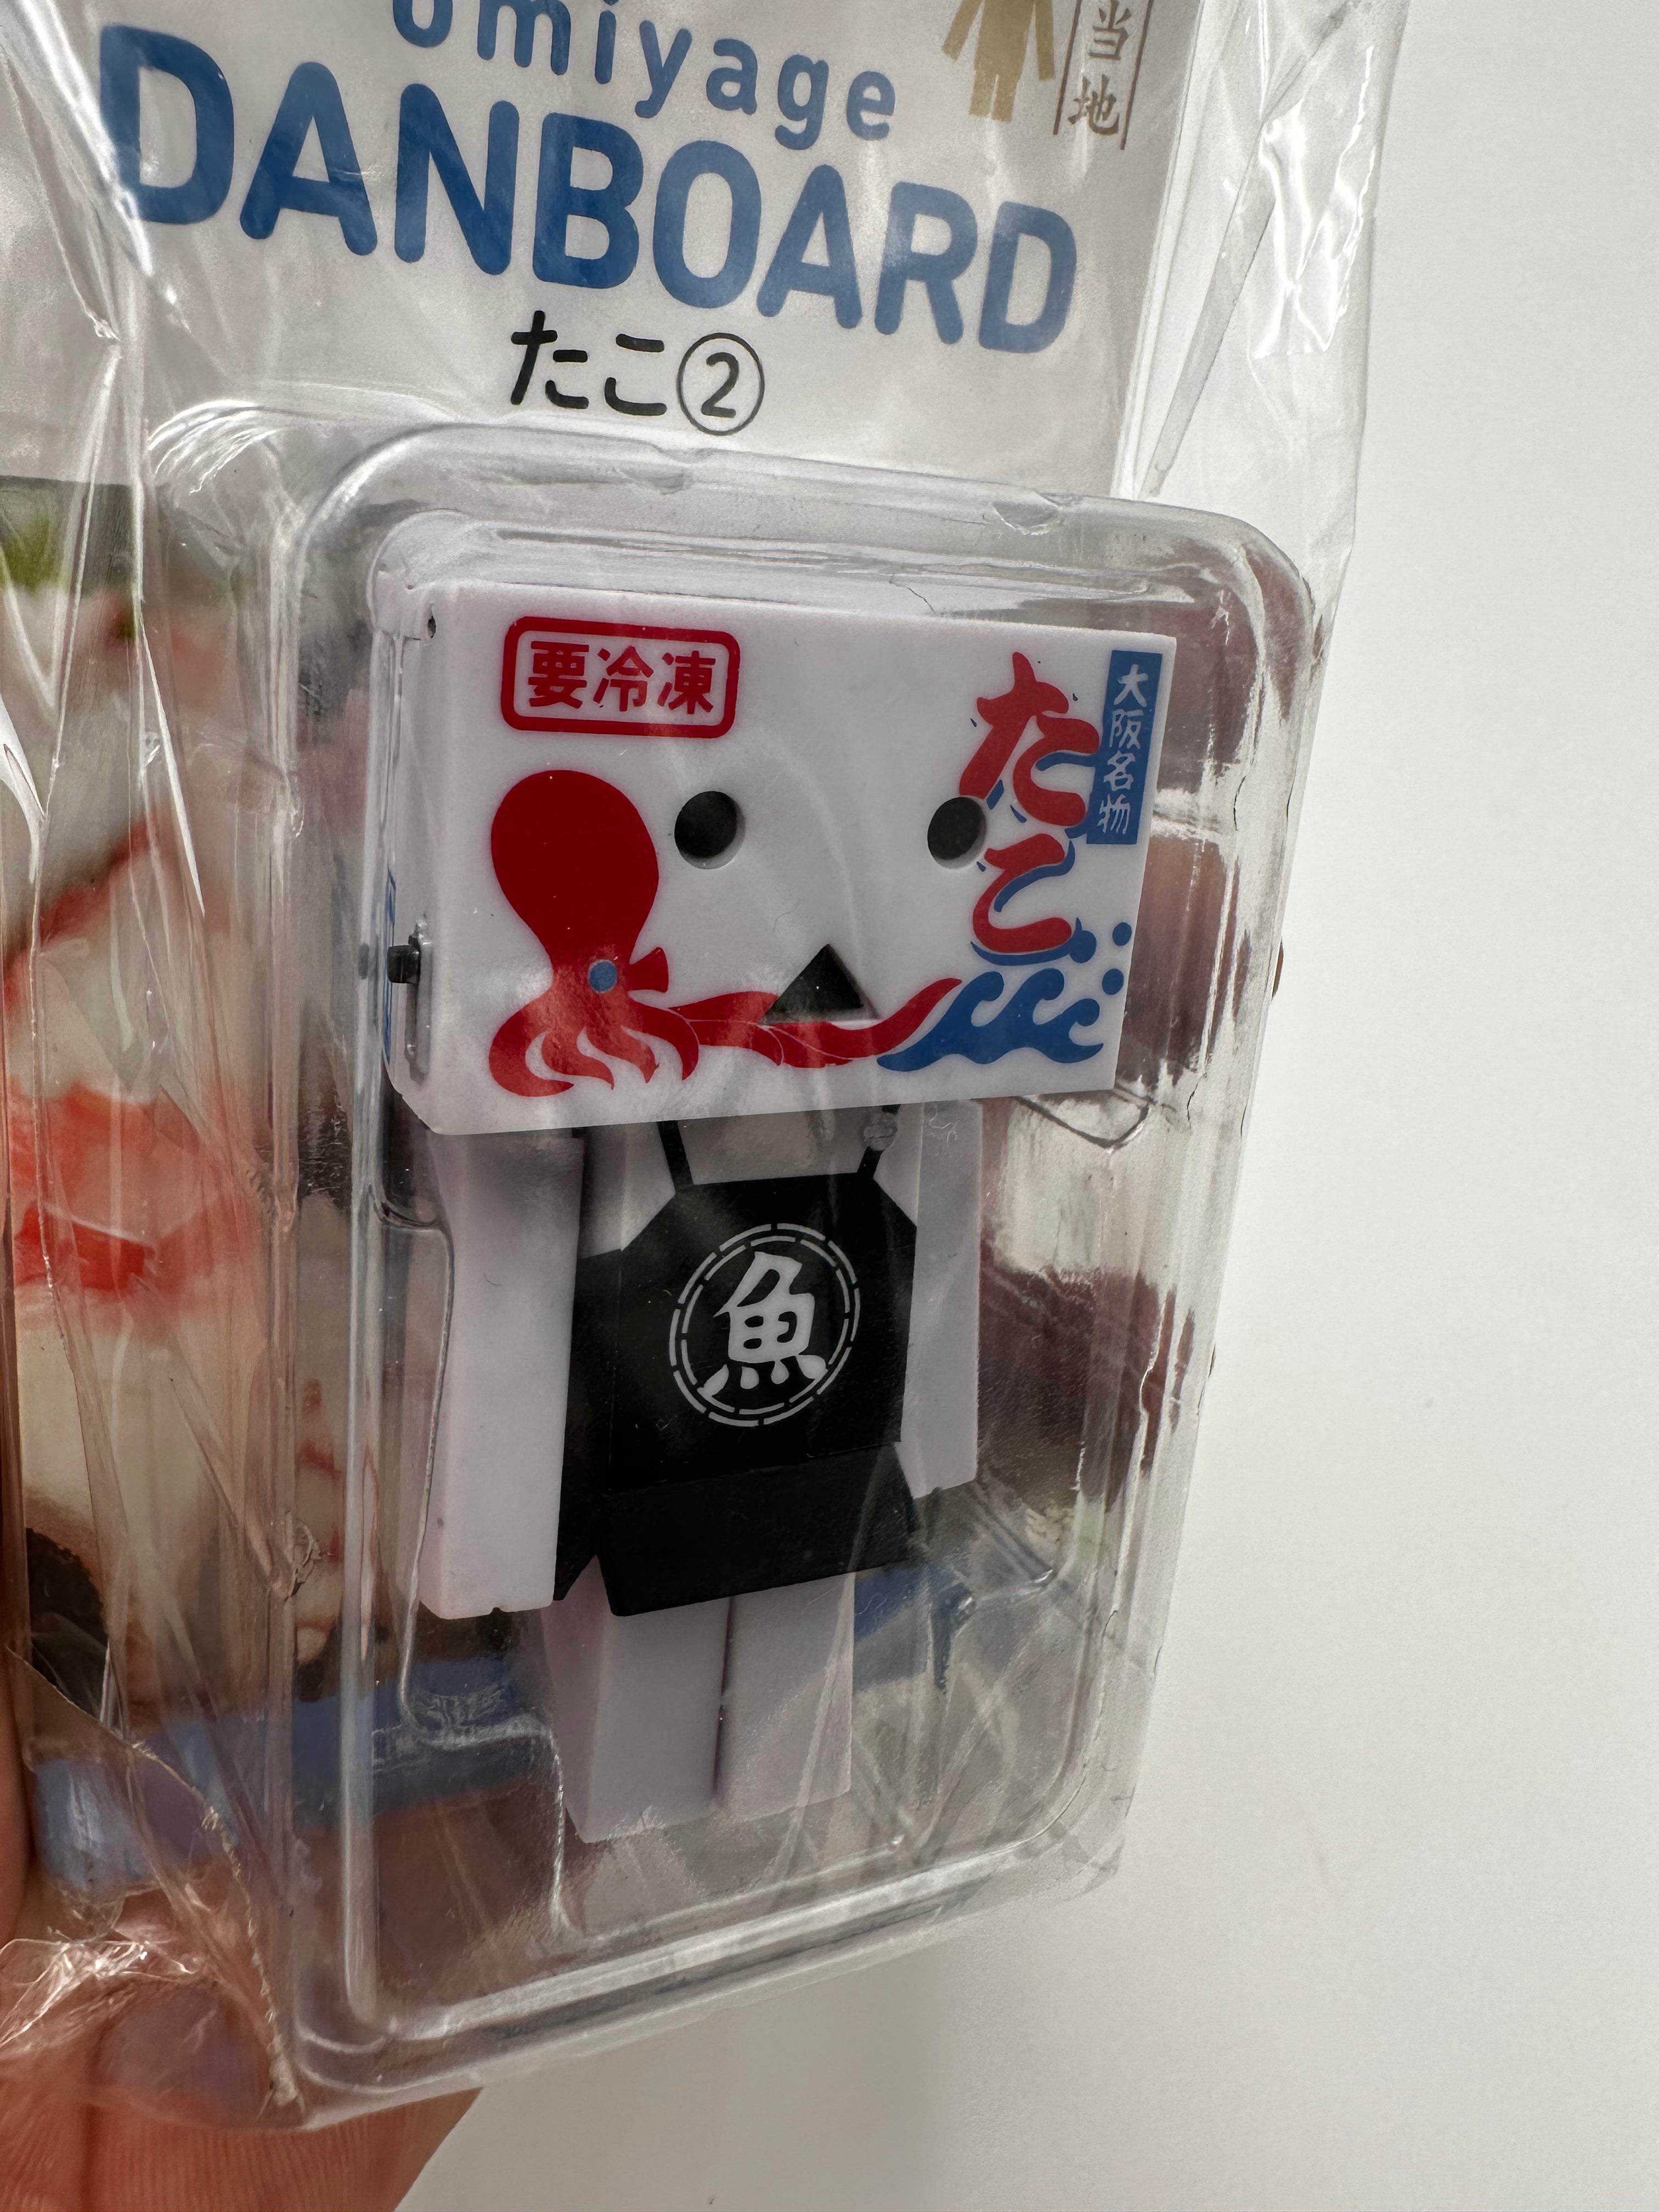 omiyage
当地
DANBOARD
たこ②
要冷凍
たこ
大阪名物
魚